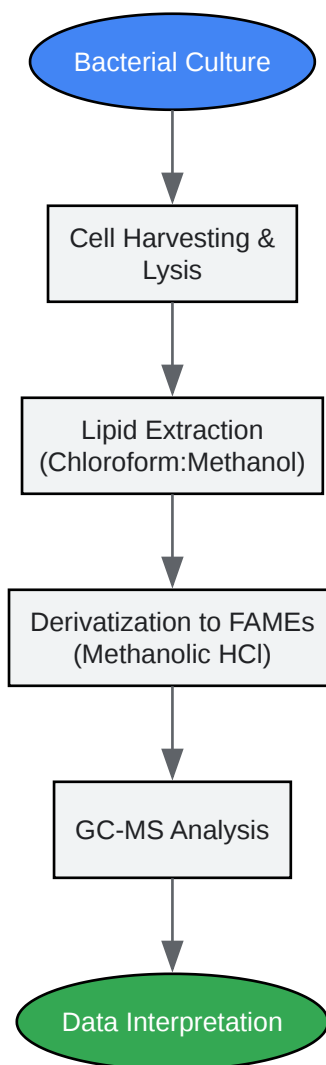 Bacterial Culture
Cell Harvesting &
Lysis
Lipid Extraction
(Chloroform:Methanol)
Derivatization to FAMEs
(Methanolic HCl)
GC-MS Analysis
Data Interpretation